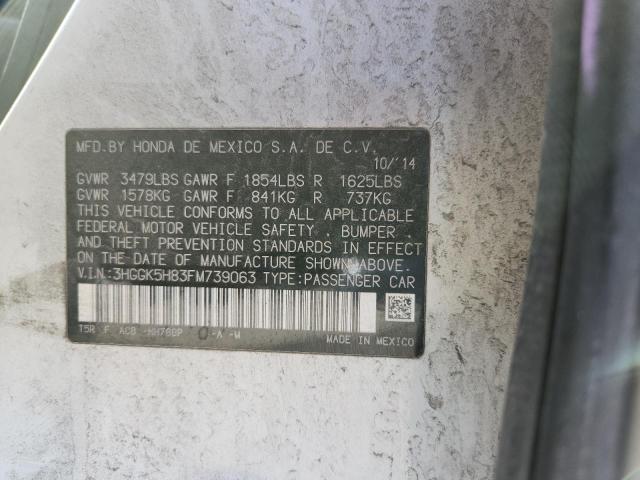 MFD.BY HONDA DE MEXICO S.A. DE C.V.
10/'14
GVWR 3479LBS GAWR F 1854LBS R 1625LBS
GVWR 1578KG GAWR F 841KG R 737KG
THIS VEHICLE CONFORMS TO ALL APPLICABLE
FEDERAL MOTOR VEHICLE SAFETY , BUMPER
AND THEFT PREVENTION STANDARDS IN EFFECT
ON THE DATE OF MANUFACTURE SHOWN ABOVE.
V.I.N.:3HGGK5H83FM739063 TYPE:PASSENGER CAR
T5R F AC0 -A -W
MADE IN MEXICO